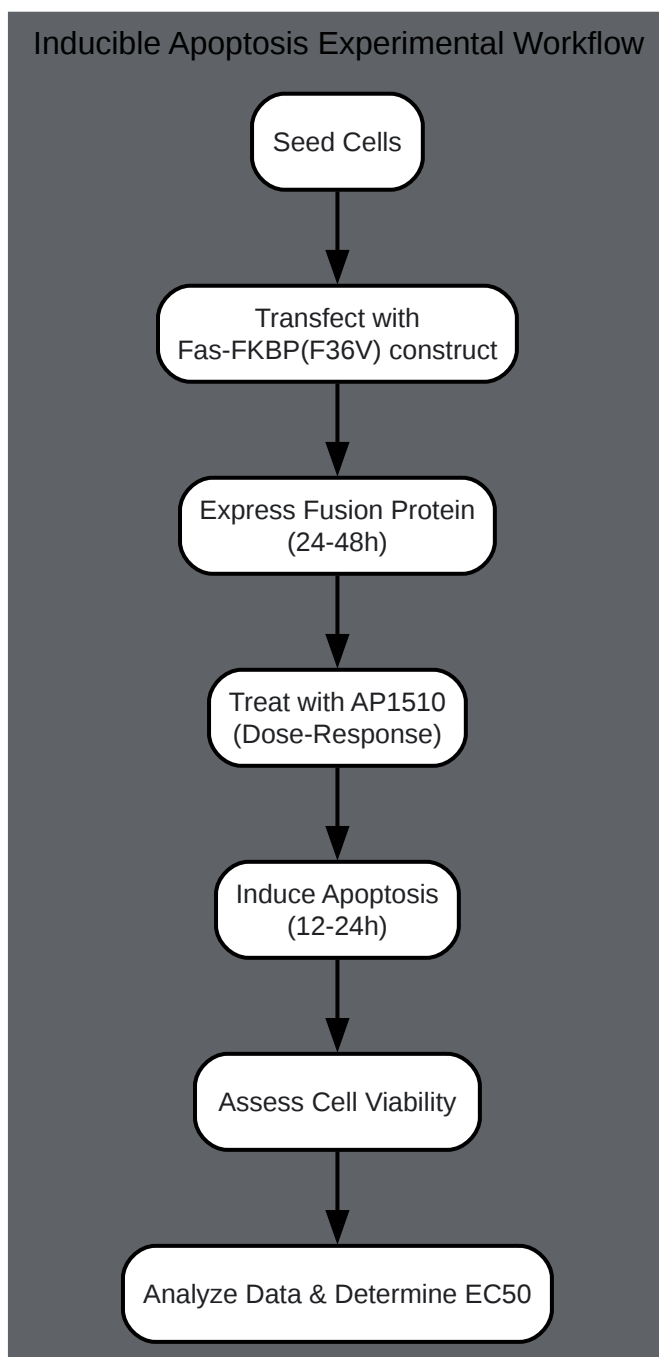 Inducible Apoptosis Experimental Workflow
Seed Cells
Transfect with
Fas-FKBP(F36V) construct
Express Fusion Protein
(24-48h)
Treat with AP1510
(Dose-Response)
Induce Apoptosis
(12-24h)
Assess Cell Viability
Analyze Data & Determine EC50